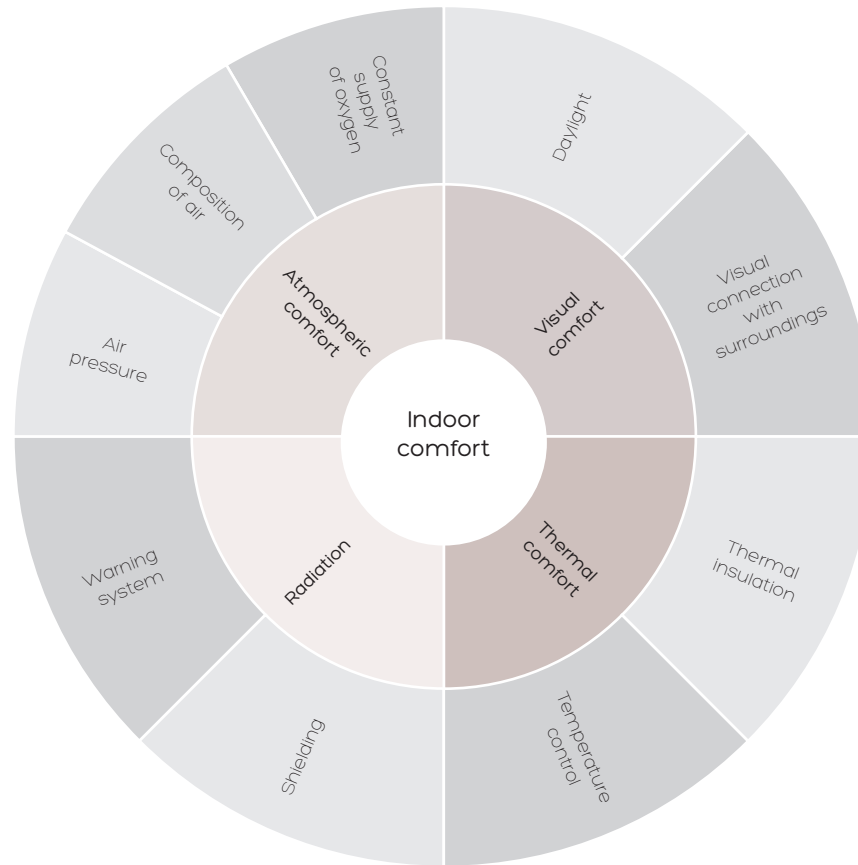 Indoor
comfort
Visual
comfort
Thermal
comfort
Radiation
Atmospheric
comfort
Daylight
Visual
connection
with
surroundings
Thermal
insulation
Temperature
control
Shielding
Warning
system
Air
pressure
Composition
of air
Constant
supply
of oxygen